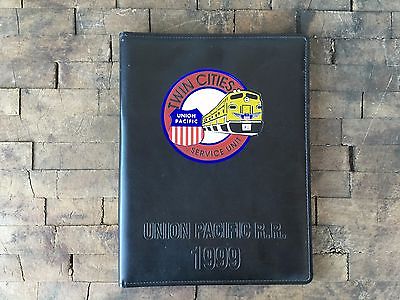 TWIN CITIES
UNION
PACIFIC
SERVICE UNIT
UNION PACIFIC R.R.
1999